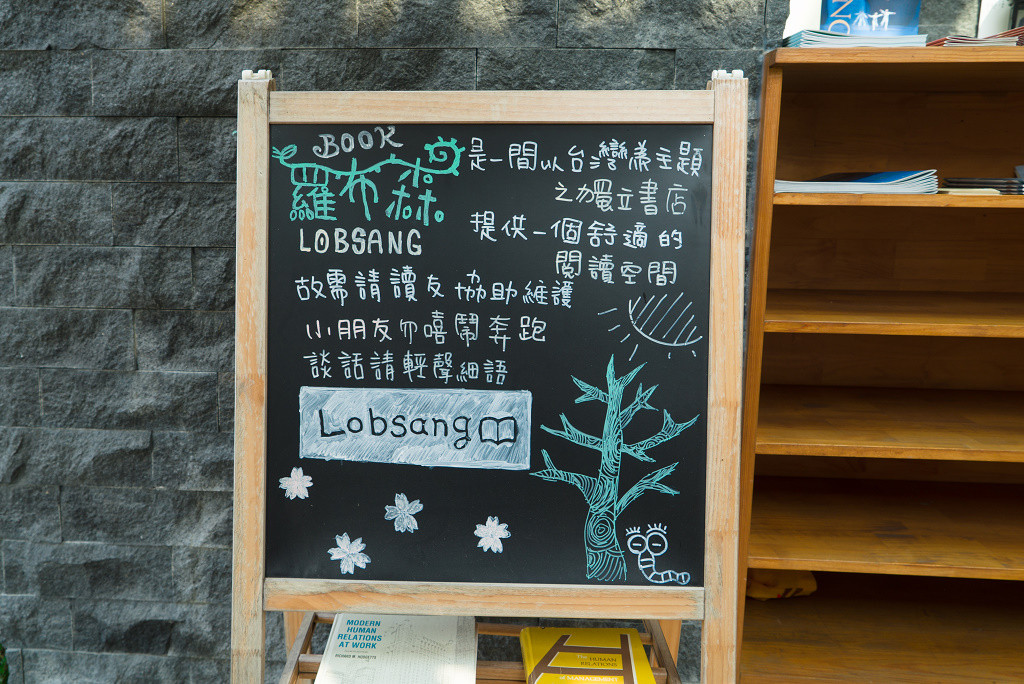 BOOK
羅布森
LOBSANG
是一間以台灣為主題
之獨立書店
提供一個舒適的
閱讀空間
故需請讀友協助維護
小朋友勿嘻鬧奔跑
談話請輕聲細語
Lobsang
MODERN
HUMAN
RELATIONS
AT WORK
HUMAN
RELATIONS